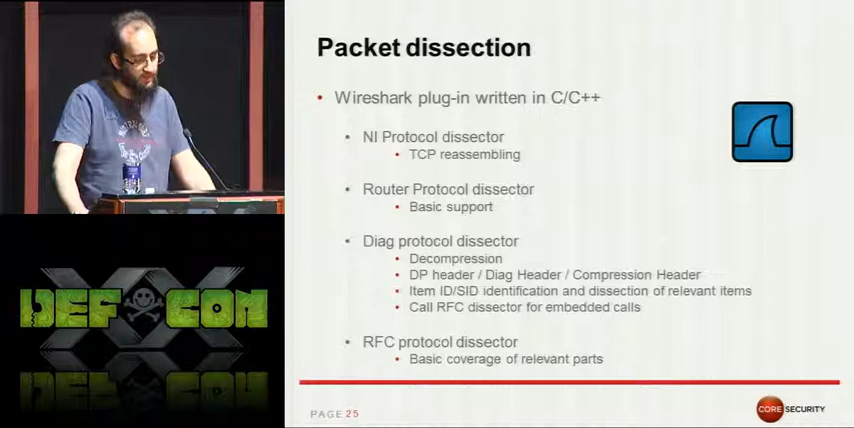 Packet dissection
Wireshark plug-in written in C/C++
NI Protocol dissector
TCP reassembling
Router Protocol dissector
Basic support
Diag protocol dissector
Decompression
DP header / Diag Header / Compression Header
Item ID/SID identification and dissection of relevant items
Call RFC dissector for embedded calls
RFC protocol dissector
Basic coverage of relevant parts
PAGE 25
CORE SECURITY
XX
DEF CON